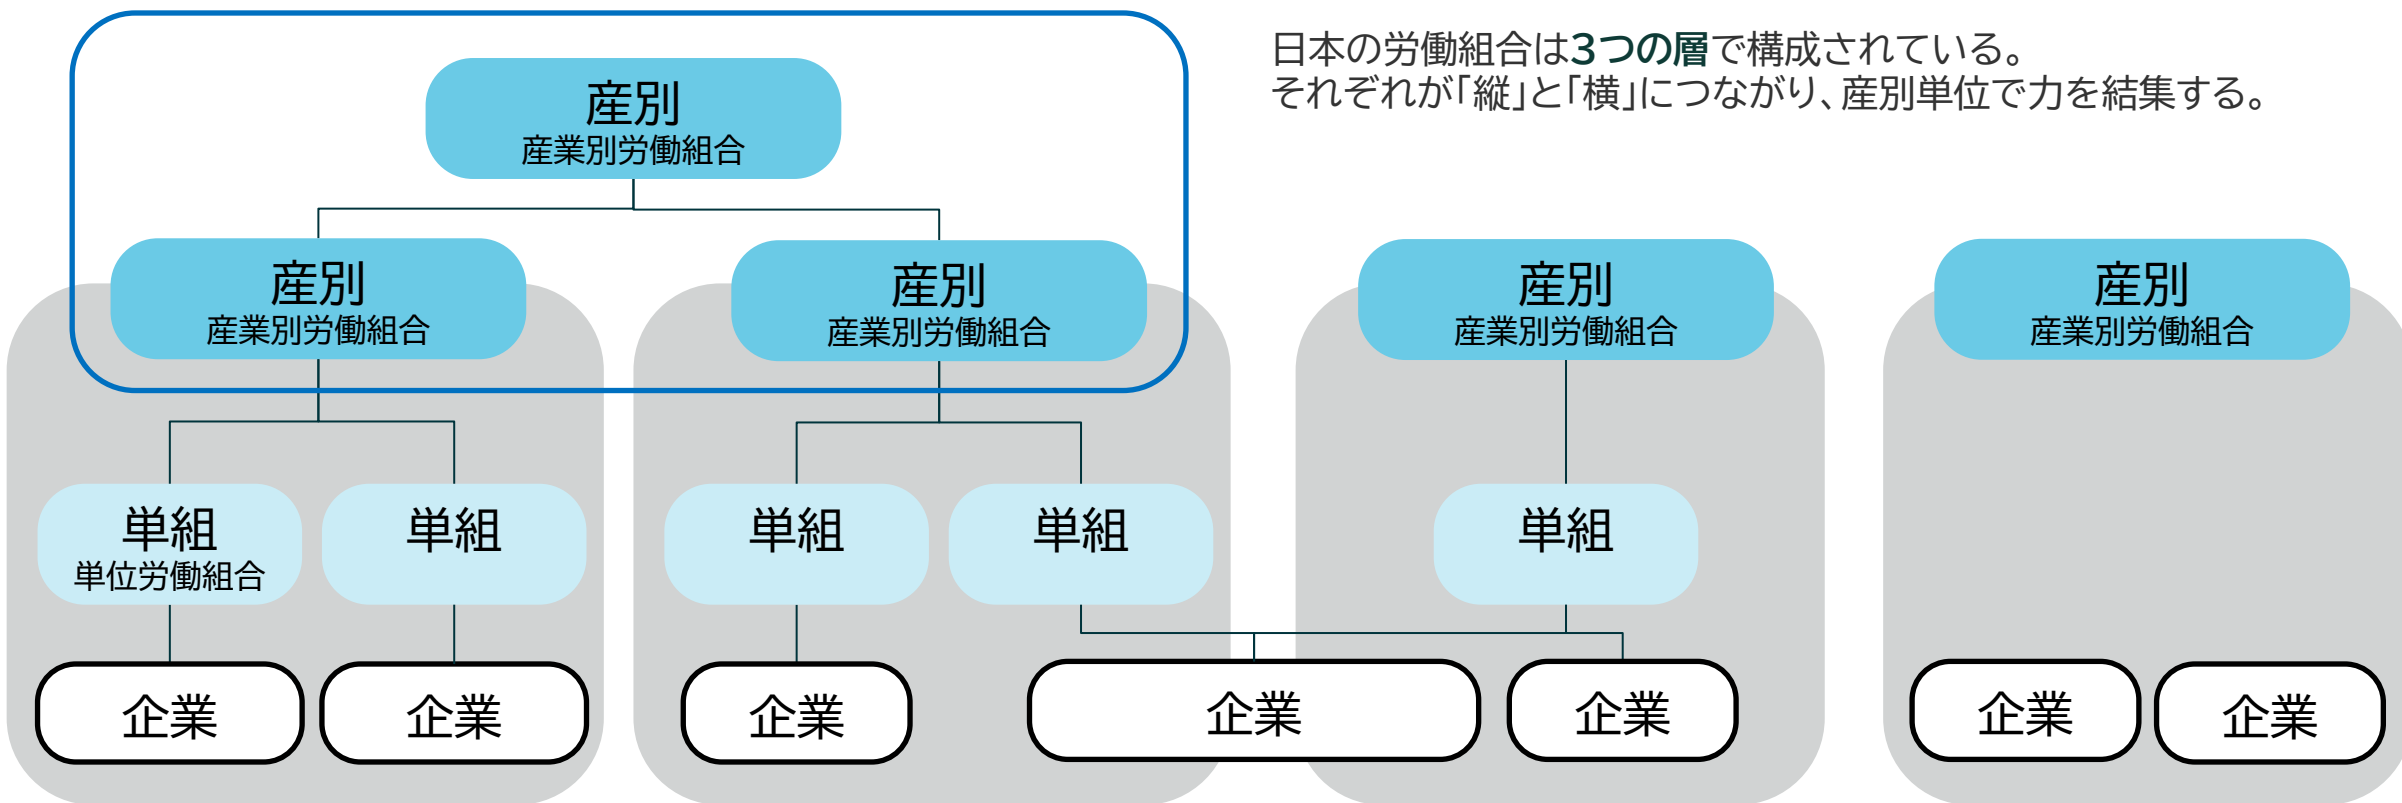 日本の労働組合は3つの層で構成されている。
それぞれが「縦」と「横」につながり、産別単位で力を結集する。
産別
産業別労働組合
産別
産業別労働組合
産別
産業別労働組合
産別
産業別労働組合
産別
産業別労働組合
単組
単位労働組合
単組
単組
単組
単組
企業
企業
企業
企業
企業
企業
企業